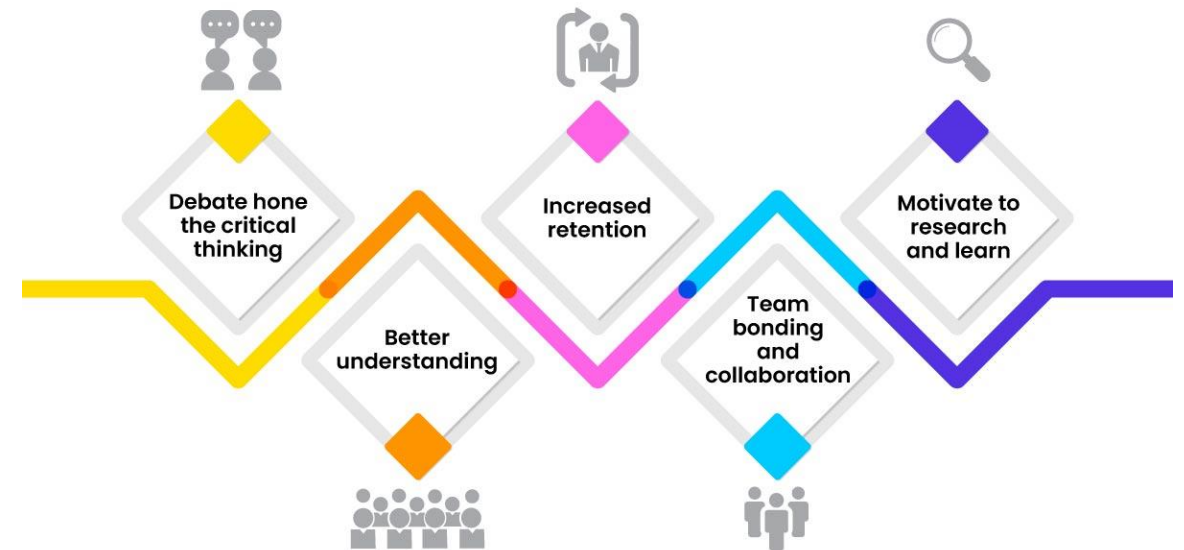 Debate hone
the critical
thinking
Better
understanding
Increased
retention
Team
bonding
and
collaboration
Motivate to
research
and learn